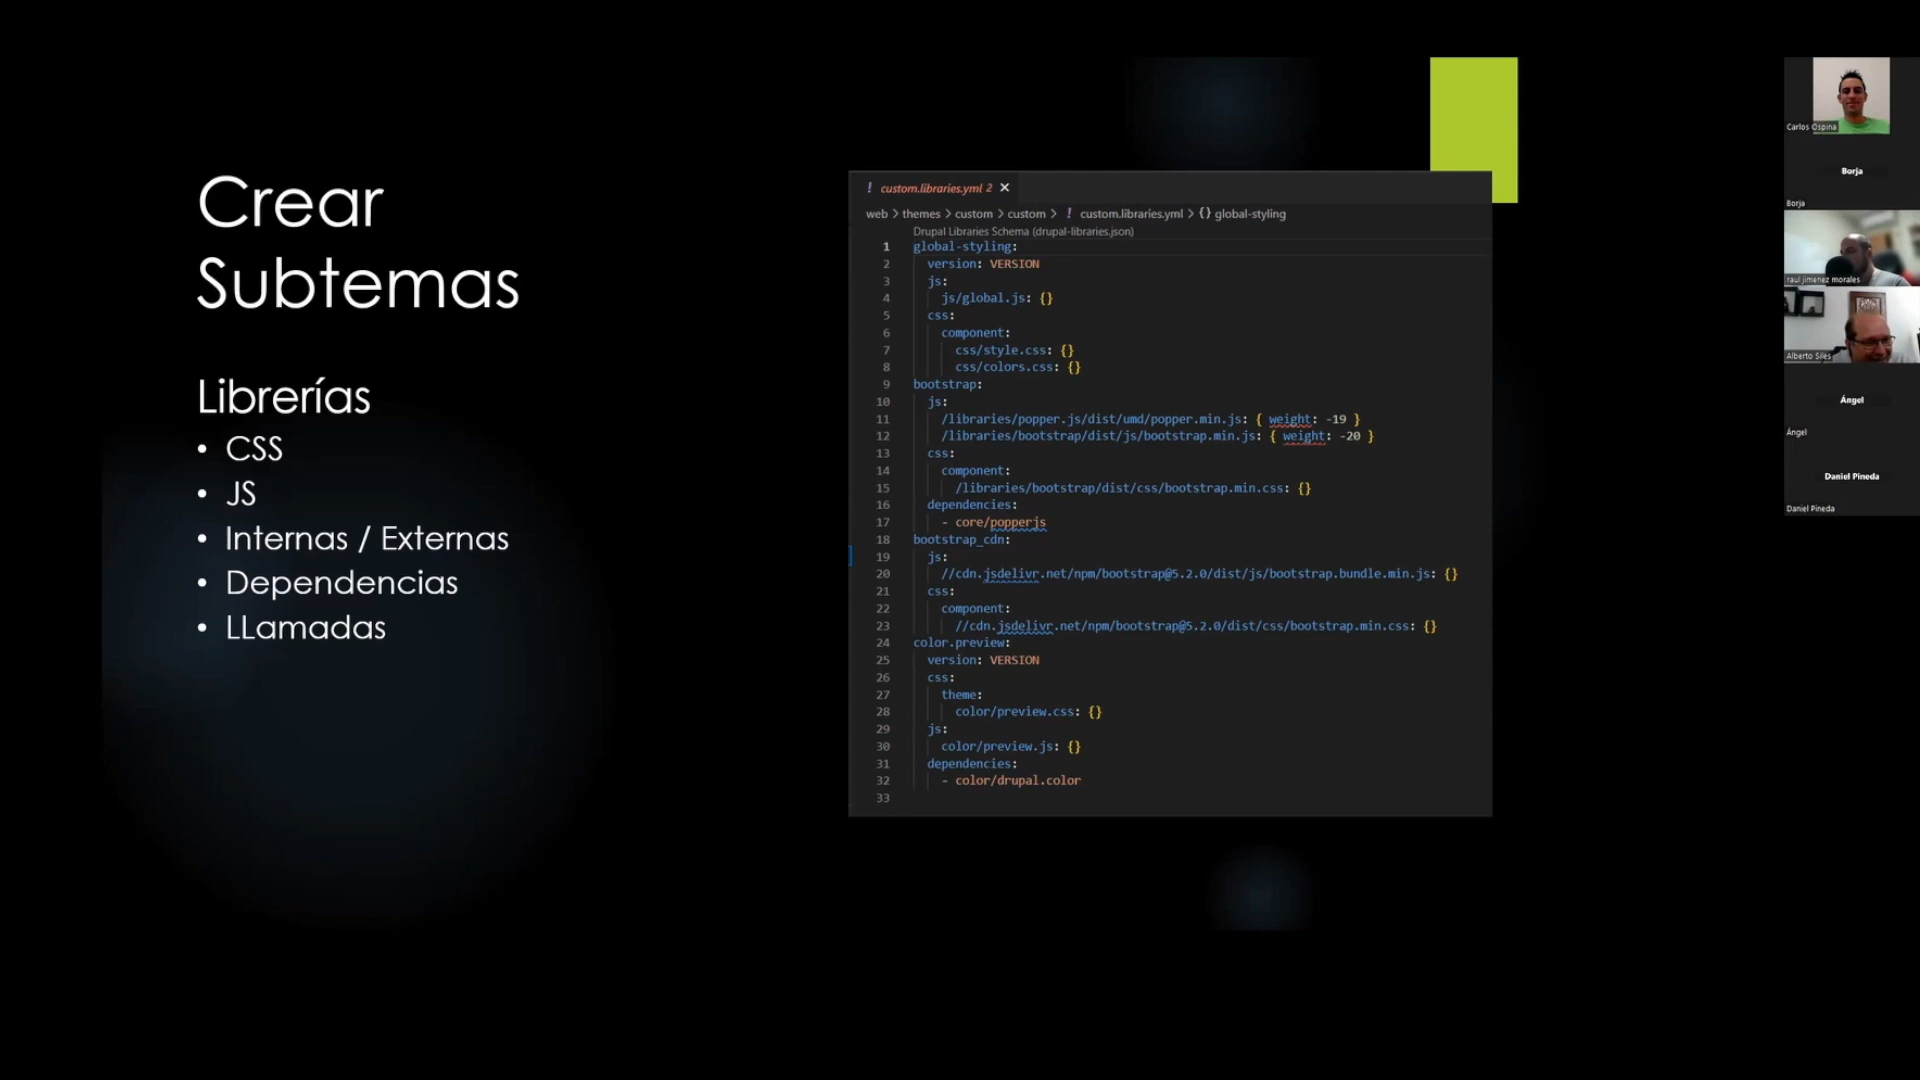 Crear
Subtemas
Librerías
• CSS
• JS
• Internas / Externas
• Dependencias
• LLamadas
! custom.libraries.yml 2 ×
web > themes > custom > custom > ! custom.libraries.yml > {} global-styling
Drupal Libraries Schema (drupal-libraries.json)
1 global-styling:
2 version: VERSION
3 js:
4 js/global.js: {}
5 css:
6 component:
7 css/style.css: {}
8 css/colors.css: {}
9 bootstrap:
10 js:
11 /libraries/popper.js/dist/umd/popper.min.js: { weight: -19 }
12 /libraries/bootstrap/dist/js/bootstrap.min.js: { weight: -20 }
13 css:
14 component:
15 /libraries/bootstrap/dist/css/bootstrap.min.css: {}
16 dependencies:
17 - core/popperjs
18 bootstrap_cdn:
19 js:
20 //cdn.jsdelivr.net/npm/bootstrap@5.2.0/dist/js/bootstrap.bundle.min.js: {}
21 css:
22 component:
23 //cdn.jsdelivr.net/npm/bootstrap@5.2.0/dist/css/bootstrap.min.css: {}
24 color.preview:
25 version: VERSION
26 css:
27 theme:
28 color/preview.css: {}
29 js:
30 color/preview.js: {}
31 dependencies:
32 - color/drupal.color
33
Carlos Ospina
Borja
Borja
raul jimenez morales
Alberto Siles
Ángel
Ángel
Daniel Pineda
Daniel Pineda